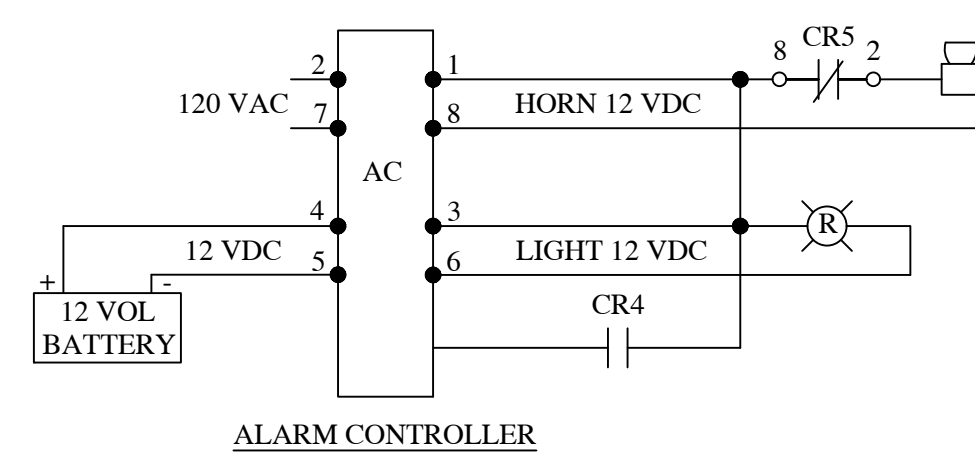 CR5
8
2
2
1
120 VAC
HORN 12 VDC
7
8
AC
4
3
R
12 VDC
LIGHT 12 VDC
5
6
+
-
CR4
12 VOL
BATTERY
ALARM CONTROLLER